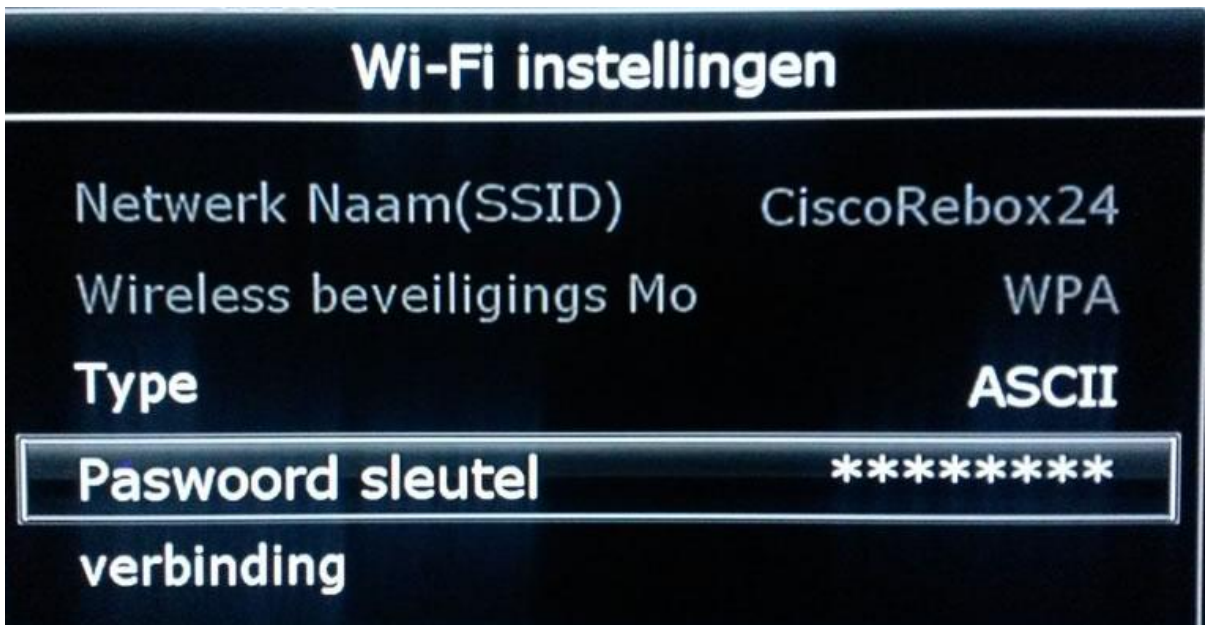 Wi-Fi instellingen
Netwerk Naam(SSID) CiscoRebox24
Wireless beveiligings Mo WPA
Type ASCII
Paswoord sleutel ********
verbinding